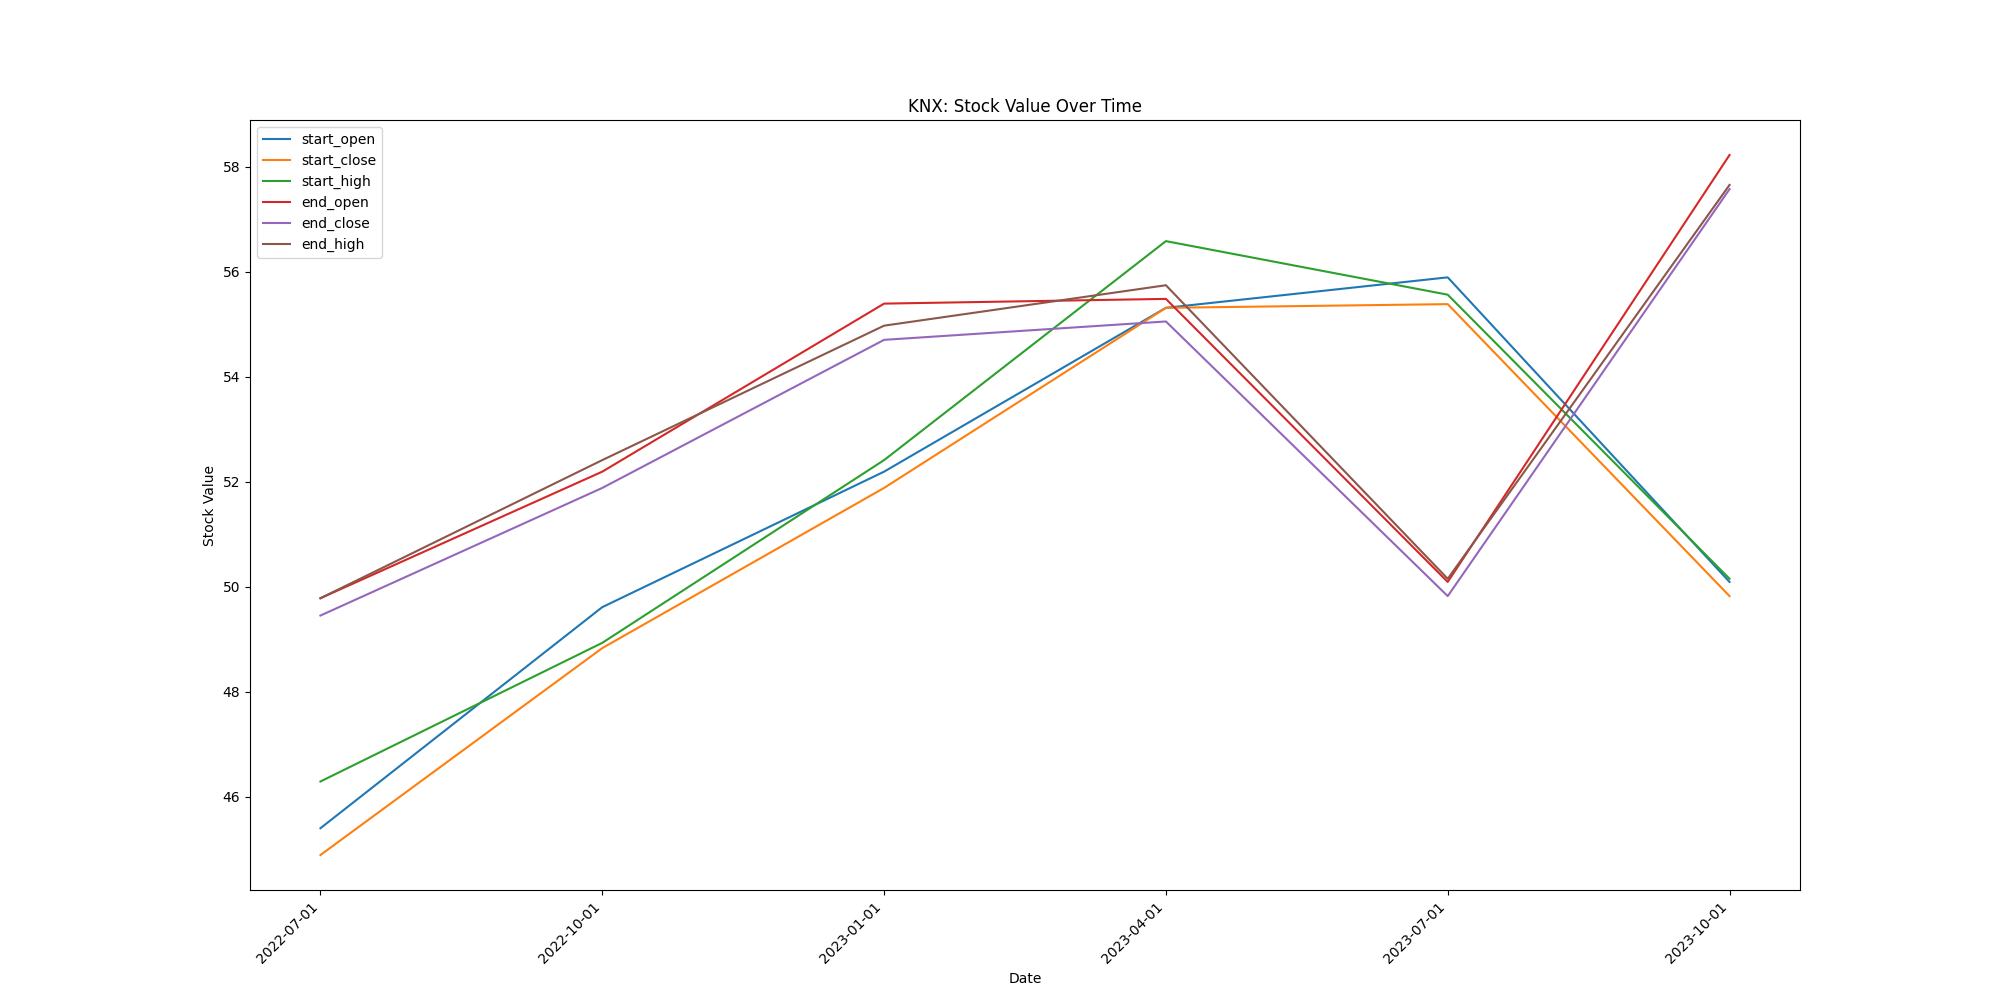 KNX: Stock Value Over Time
start_open
start_close
start_high
end_open
end_close
end_high
58
56
54
52
50
48
46
Stock Value
2022-07-01
2022-10-01
2023-01-01
2023-04-01
2023-07-01
2023-10-01
Date